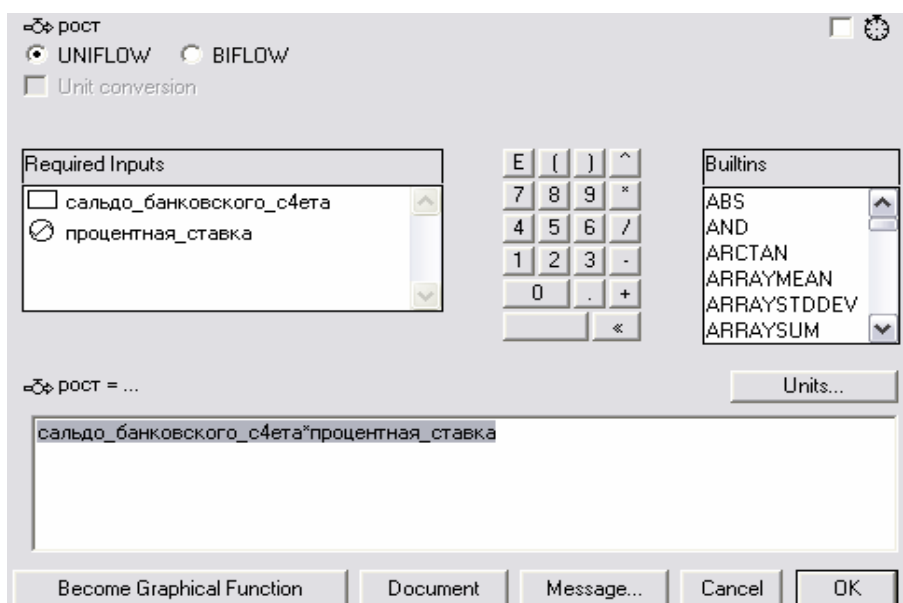 рост
UNIFLOW BIFLOW
Unit conversion
Required Inputs
сальдо_банковского_с4ета
процентная_ставка
E ( ) ^
7 8 9 *
4 5 6 /
1 2 3 -
0 . +
«
Builtins
ABS
AND
ARCTAN
ARRAYMEAN
ARRAYSTDDEV
ARRAYSUM
рост = ...
Units...
сальдо_банковского_с4ета*процентная_ставка
Become Graphical Function Document Message... Cancel OK